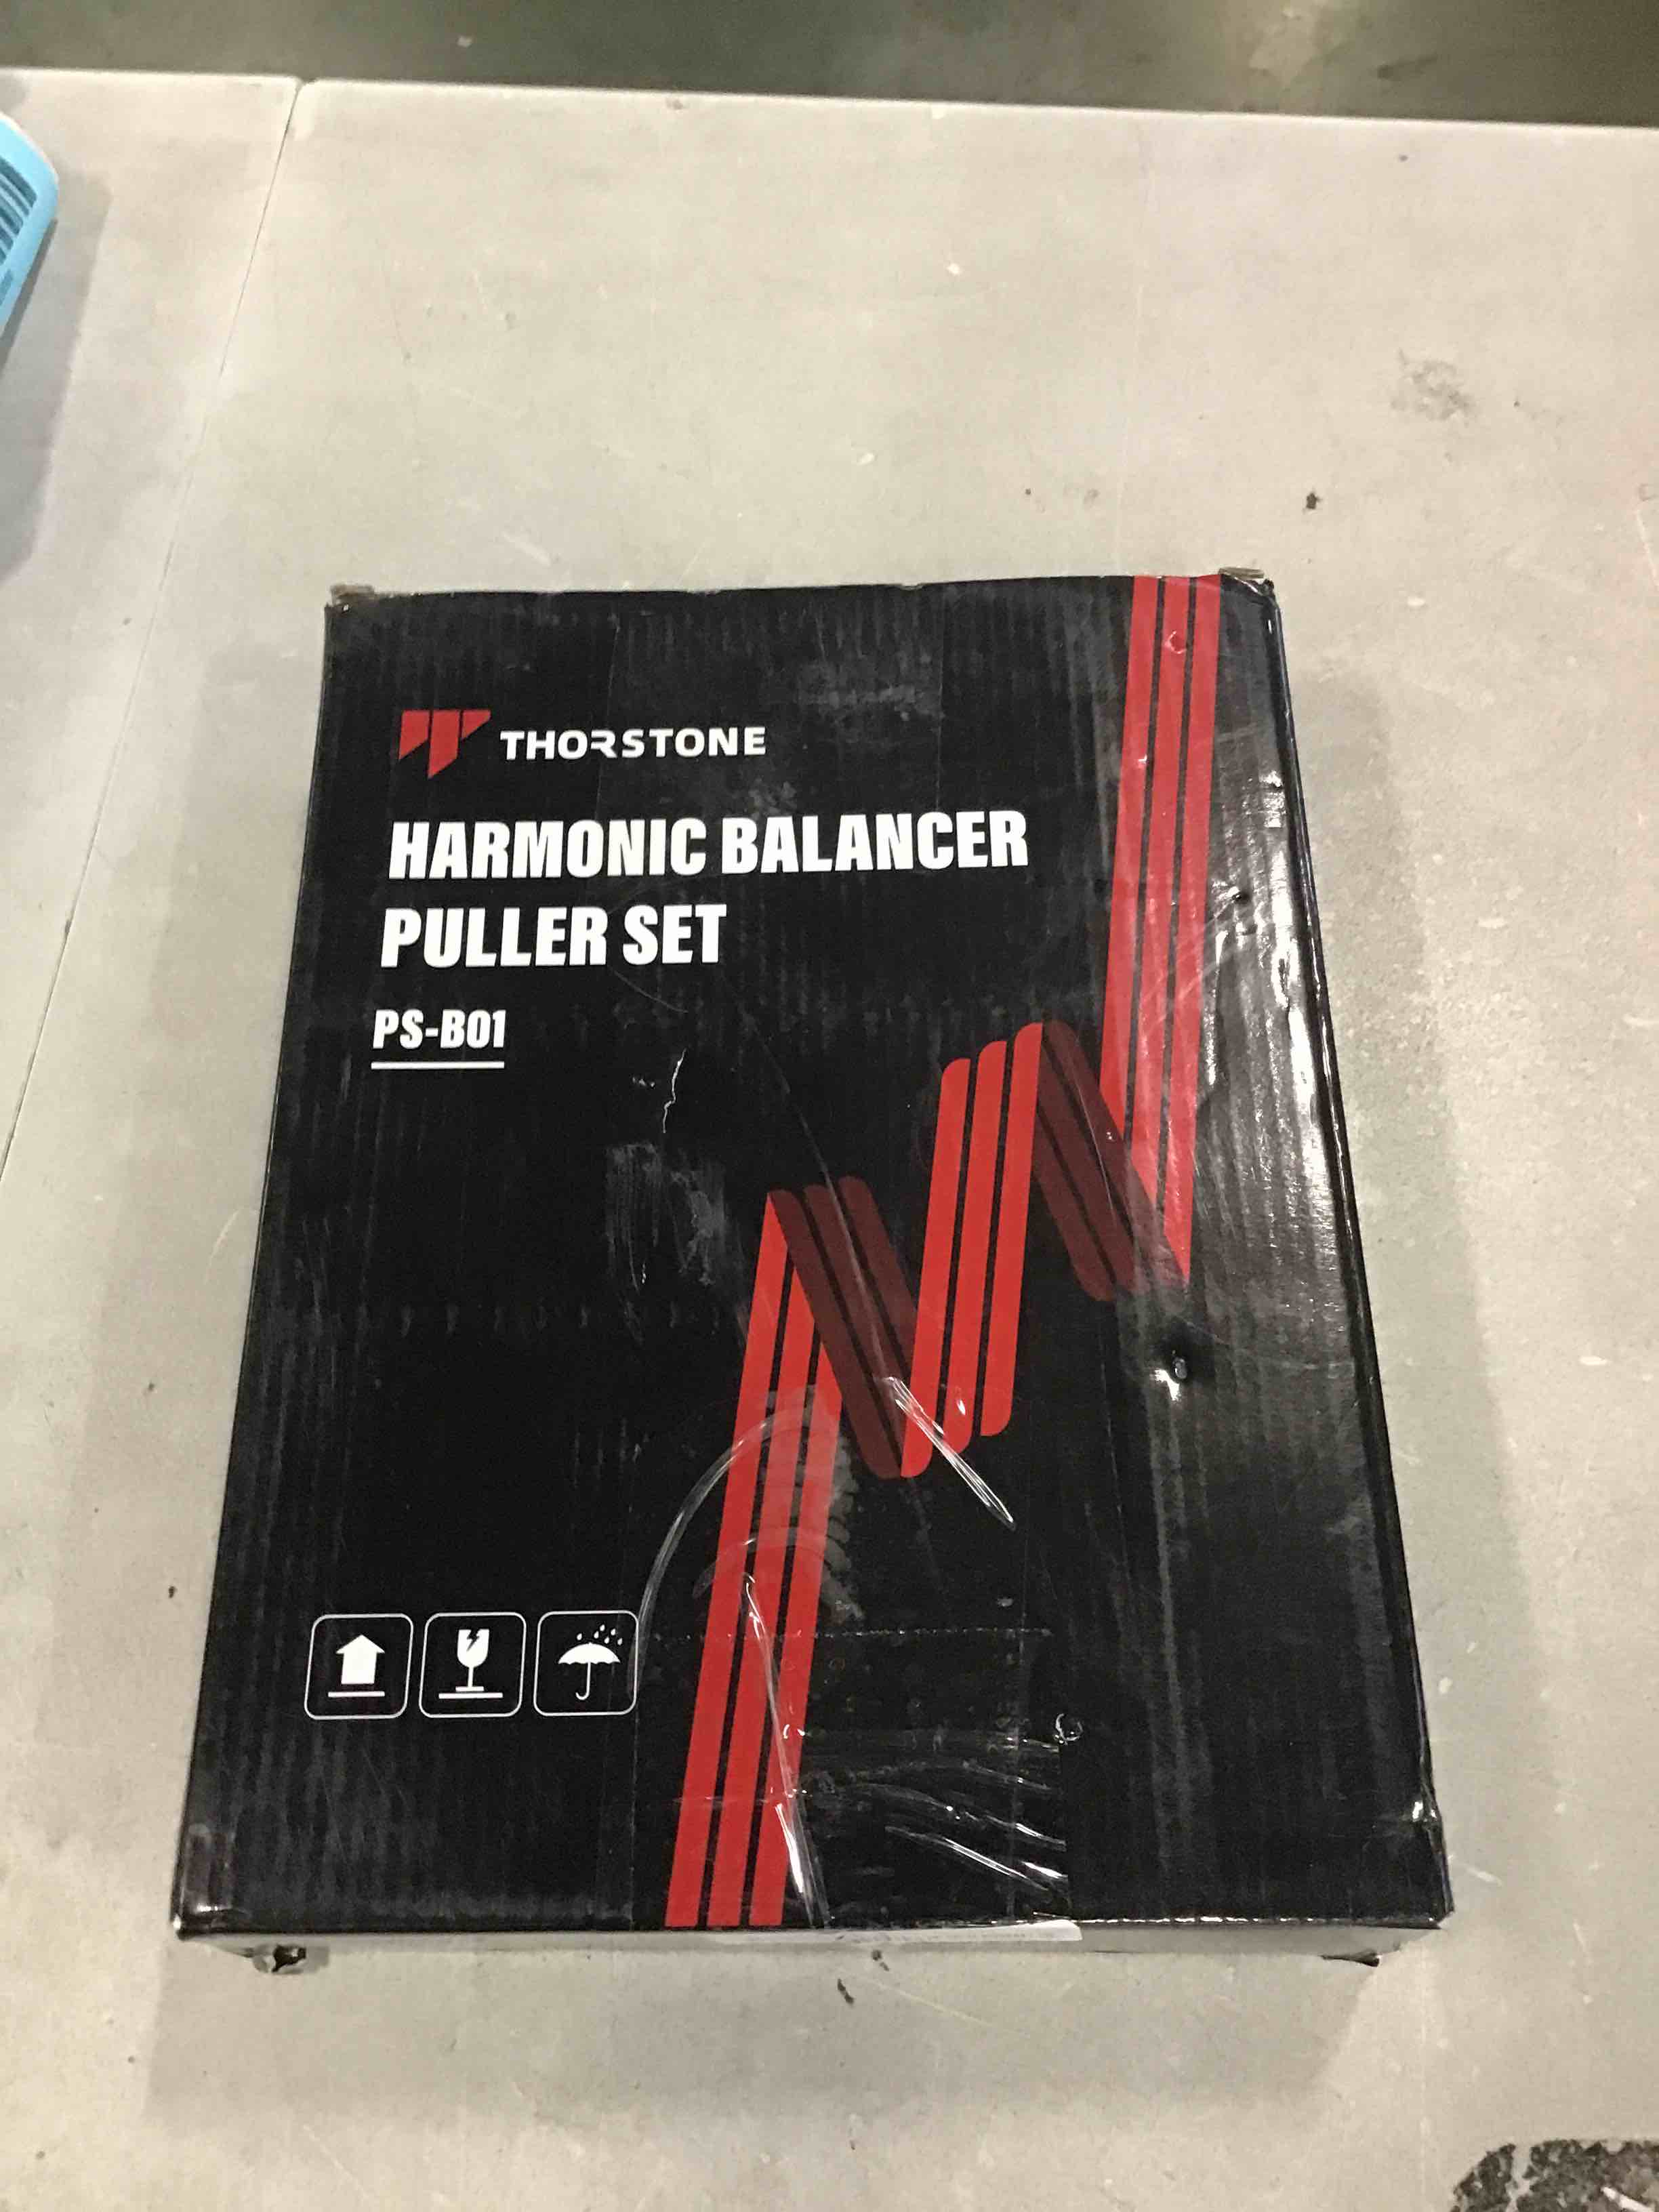 THORSTONE
HARMONIC BALANCER
PULLER SET
PS-B01